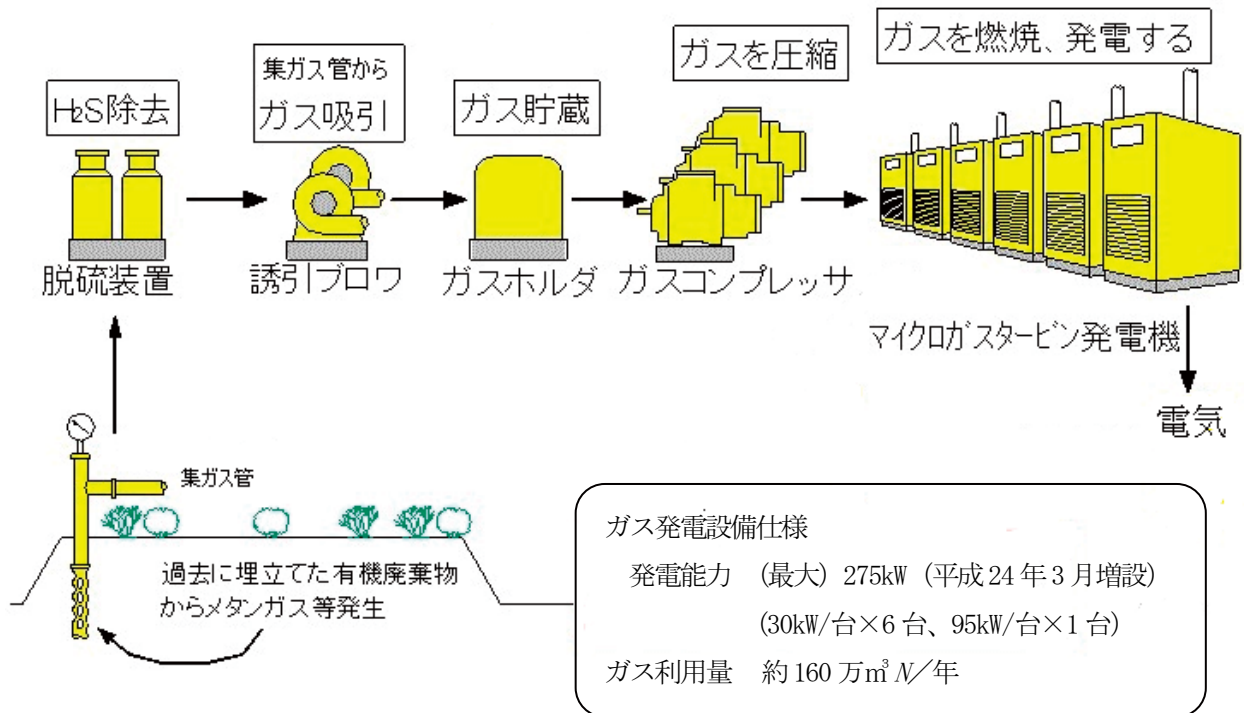 H₂S除去
集ガス管から
ガス吸引
ガス貯蔵
ガスを圧縮
ガスを燃焼、発電する
脱硫装置
誘引ブロワ
ガスホルダ
ガスコンプレッサ
マイクロガスタービン発電機
電気
集ガス管
過去に埋立てた有機廃棄物
からメタンガス等発生
ガス発電設備仕様
発電能力 (最大) 275kW (平成24年3月増設)
(30kW/台×6台、95kW/台×1台)
ガス利用量 約160万㎥N/年